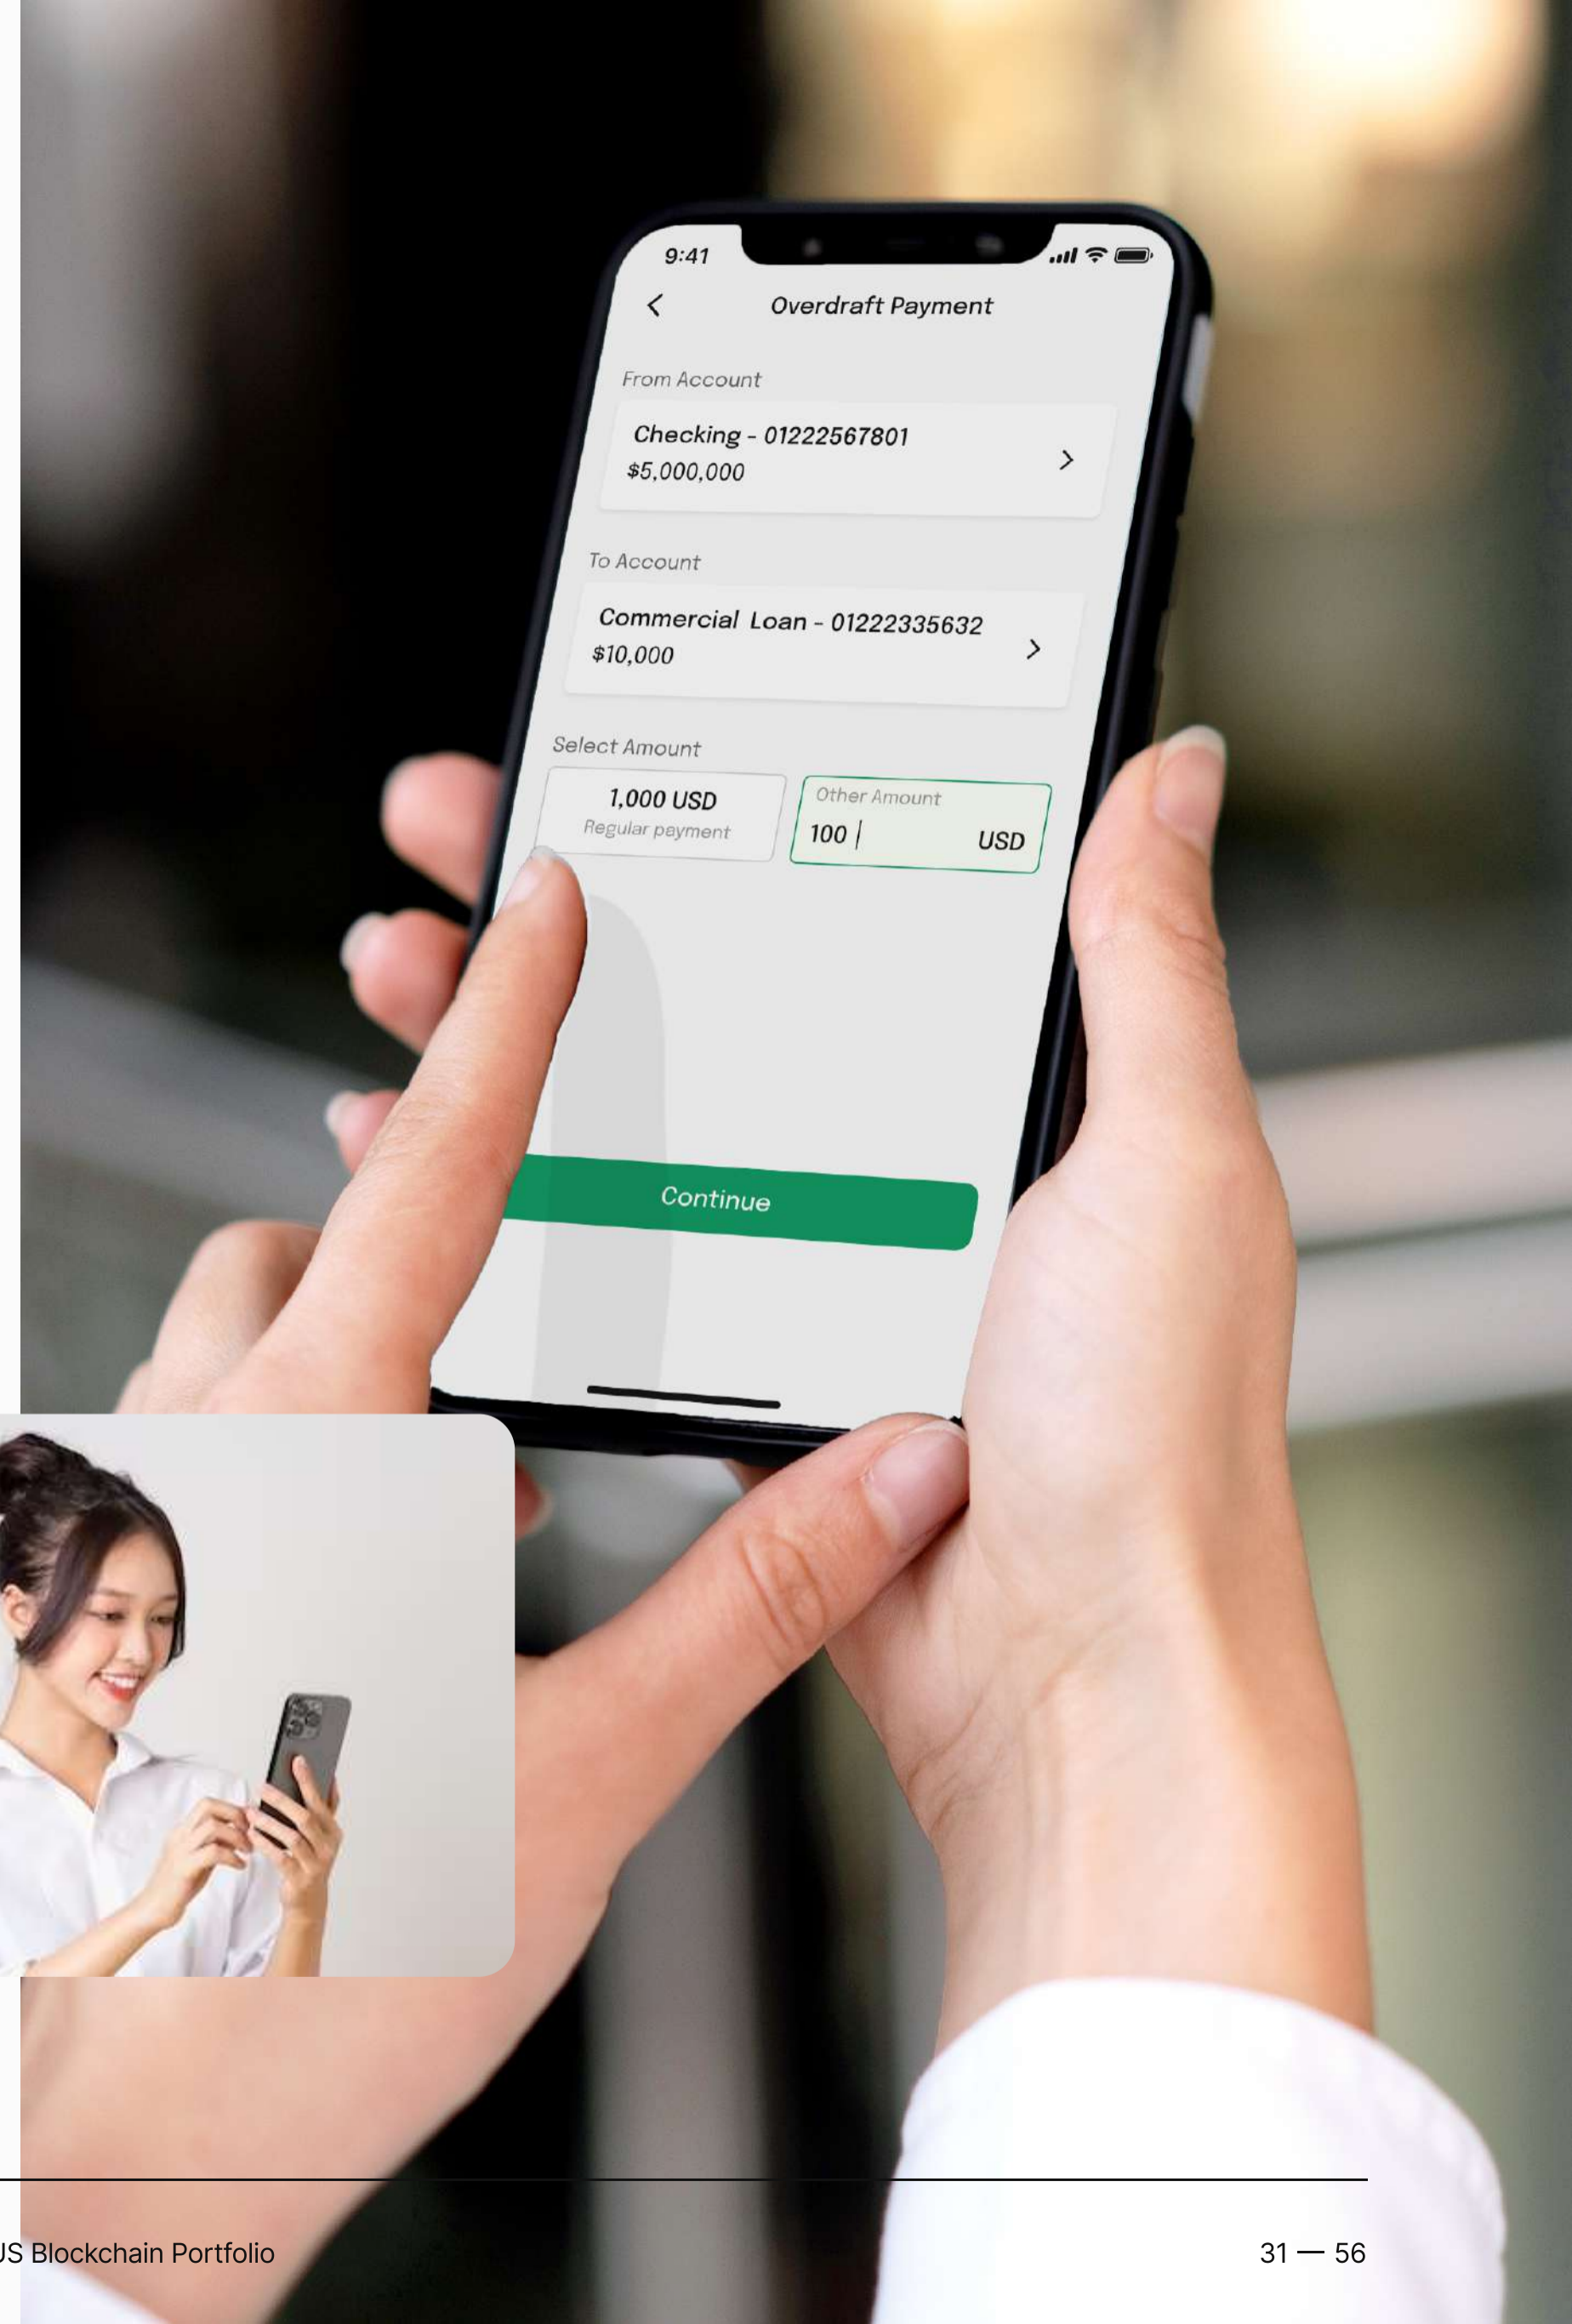 9:41
Overdraft Payment
From Account
Checking - 01222567801
$5,000,000
To Account
Commercial Loan - 01222335632
$10,000
Select Amount
1,000 USD
Regular payment
Other Amount
100
USD
Continue
Blockchain Portfolio
31 — 56